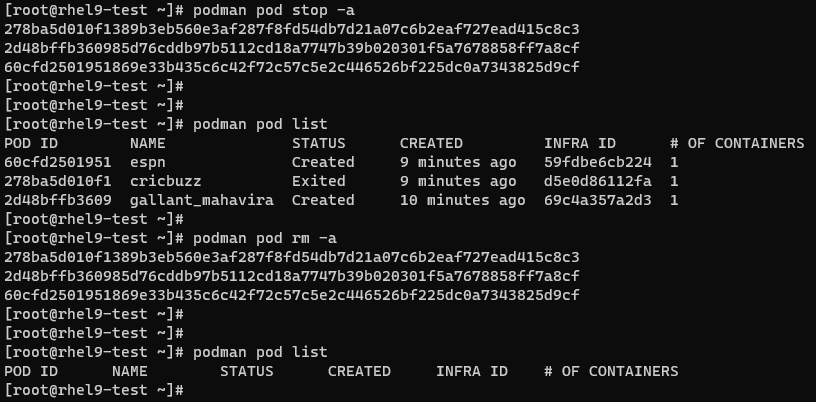 [root@rhel9-test ~]# podman pod stop -a
278ba5d010f1389b3eb560e3af287f8fd54db7d21a07c6b2eaf727ead415c8c3
2d48bffb360985d76cddb97b5112cd18a7747b39b020301f5a7678858ff7a8cf
60cfd2501951869e33b435c6c42f72c57c5e2c446526bf225dc0a7343825d9cf
[root@rhel9-test ~]#
[root@rhel9-test ~]#
[root@rhel9-test ~]# podman pod list
POD ID        NAME              STATUS      CREATED         INFRA ID      # OF CONTAINERS
60cfd2501951  espn              Created     9 minutes ago   59fdbe6cb224  1
278ba5d010f1  cricbuzz          Exited      9 minutes ago   d5e0d86112fa  1
2d48bffb3609  gallant_mahavira  Created     10 minutes ago  69c4a357a2d3  1
[root@rhel9-test ~]#
[root@rhel9-test ~]# podman pod rm -a
278ba5d010f1389b3eb560e3af287f8fd54db7d21a07c6b2eaf727ead415c8c3
2d48bffb360985d76cddb97b5112cd18a7747b39b020301f5a7678858ff7a8cf
60cfd2501951869e33b435c6c42f72c57c5e2c446526bf225dc0a7343825d9cf
[root@rhel9-test ~]#
[root@rhel9-test ~]#
[root@rhel9-test ~]# podman pod list
POD ID      NAME        STATUS      CREATED     INFRA ID    # OF CONTAINERS
[root@rhel9-test ~]#